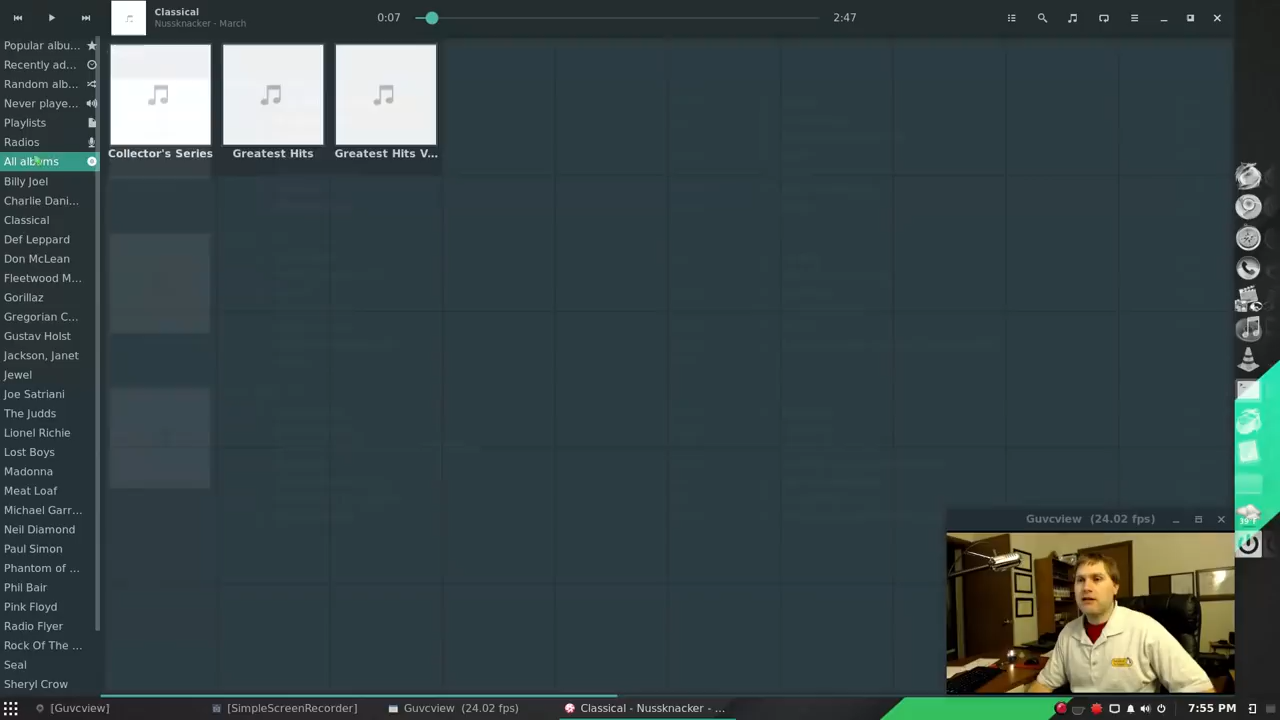 Classical
Nussknacker - March
0:07
2:47
Popular albu...
Recently ad...
Random alb...
Never playe...
Playlists
Radios
All albums
Billy Joel
Charlie Dani...
Classical
Def Leppard
Don McLean
Fleetwood M...
Gorillaz
Gregorian C...
Gustav Holst
Jackson, Janet
Jewel
Joe Satriani
The Judds
Lionel Richie
Lost Boys
Madonna
Meat Loaf
Michael Garr...
Neil Diamond
Paul Simon
Phantom of ...
Phil Bair
Pink Floyd
Radio Flyer
Rock Of The ...
Seal
Sheryl Crow
Collector's Series
Greatest Hits
Greatest Hits V...
Guvcview (24.02 fps)
39°F
[Guvcview]
[SimpleScreenRecorder]
Guvcview (24.02 fps)
Classical - Nussknacker - ...
7:55 PM